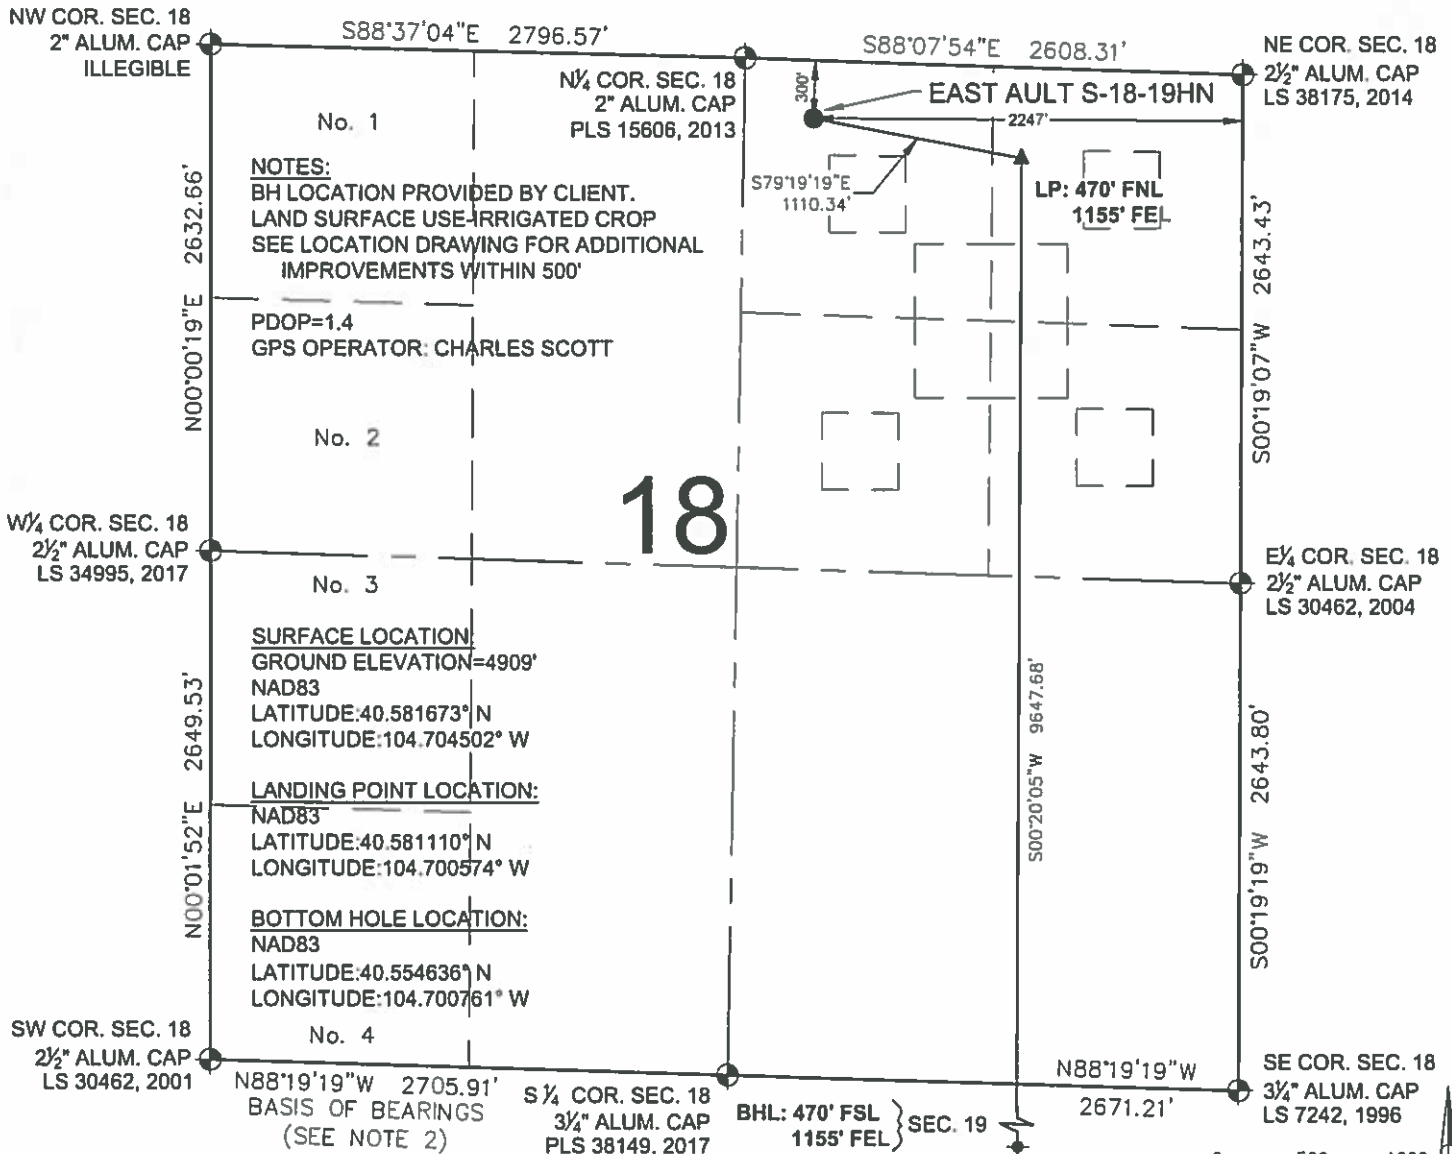 NW COR. SEC. 18
2" ALUM. CAP
ILLEGIBLE
S88°37'04"E 2796.57'
N¼ COR. SEC. 18
2" ALUM. CAP
PLS 15606, 2013
S88°07'54"E 2608.31'
NE COR. SEC. 18
2½" ALUM. CAP
LS 38175, 2014
300'
EAST AULT S-18-19HN
2247'
S79°19'19"E
1110.34'
LP: 470' FNL
1155' FEL
No. 1
NOTES:
BH LOCATION PROVIDED BY CLIENT.
LAND SURFACE USE-IRRIGATED CROP
SEE LOCATION DRAWING FOR ADDITIONAL
IMPROVEMENTS WITHIN 500'
PDOP=1.4
GPS OPERATOR: CHARLES SCOTT
N00°00'19"E 2632.66'
S00°19'07"W 2643.43'
No. 2
18
W¼ COR. SEC. 18
2½" ALUM. CAP
LS 34995, 2017
E¼ COR. SEC. 18
2½" ALUM. CAP
LS 30462, 2004
No. 3
SURFACE LOCATION
GROUND ELEVATION=4909'
NAD83
LATITUDE:40.581673° N
LONGITUDE:104.704502° W
LANDING POINT LOCATION:
NAD83
LATITUDE:40.581110° N
LONGITUDE:104.700574° W
BOTTOM HOLE LOCATION:
NAD83
LATITUDE:40.554636° N
LONGITUDE:104.700761° W
N00°01'52"E 2649.53'
S00°20'05"W 9647.68'
S00°19'19"W 2643.80'
No. 4
SW COR. SEC. 18
2½" ALUM. CAP
LS 30462, 2001
N88°19'19"W 2705.91'
BASIS OF BEARINGS
(SEE NOTE 2)
S ¼ COR. SEC. 18
3¼" ALUM. CAP
PLS 38149, 2017
BHL: 470' FSL
1155' FEL
SEC. 19
N88°19'19"W
2671.21'
SE COR. SEC. 18
3¼" ALUM. CAP
LS 7242, 1996